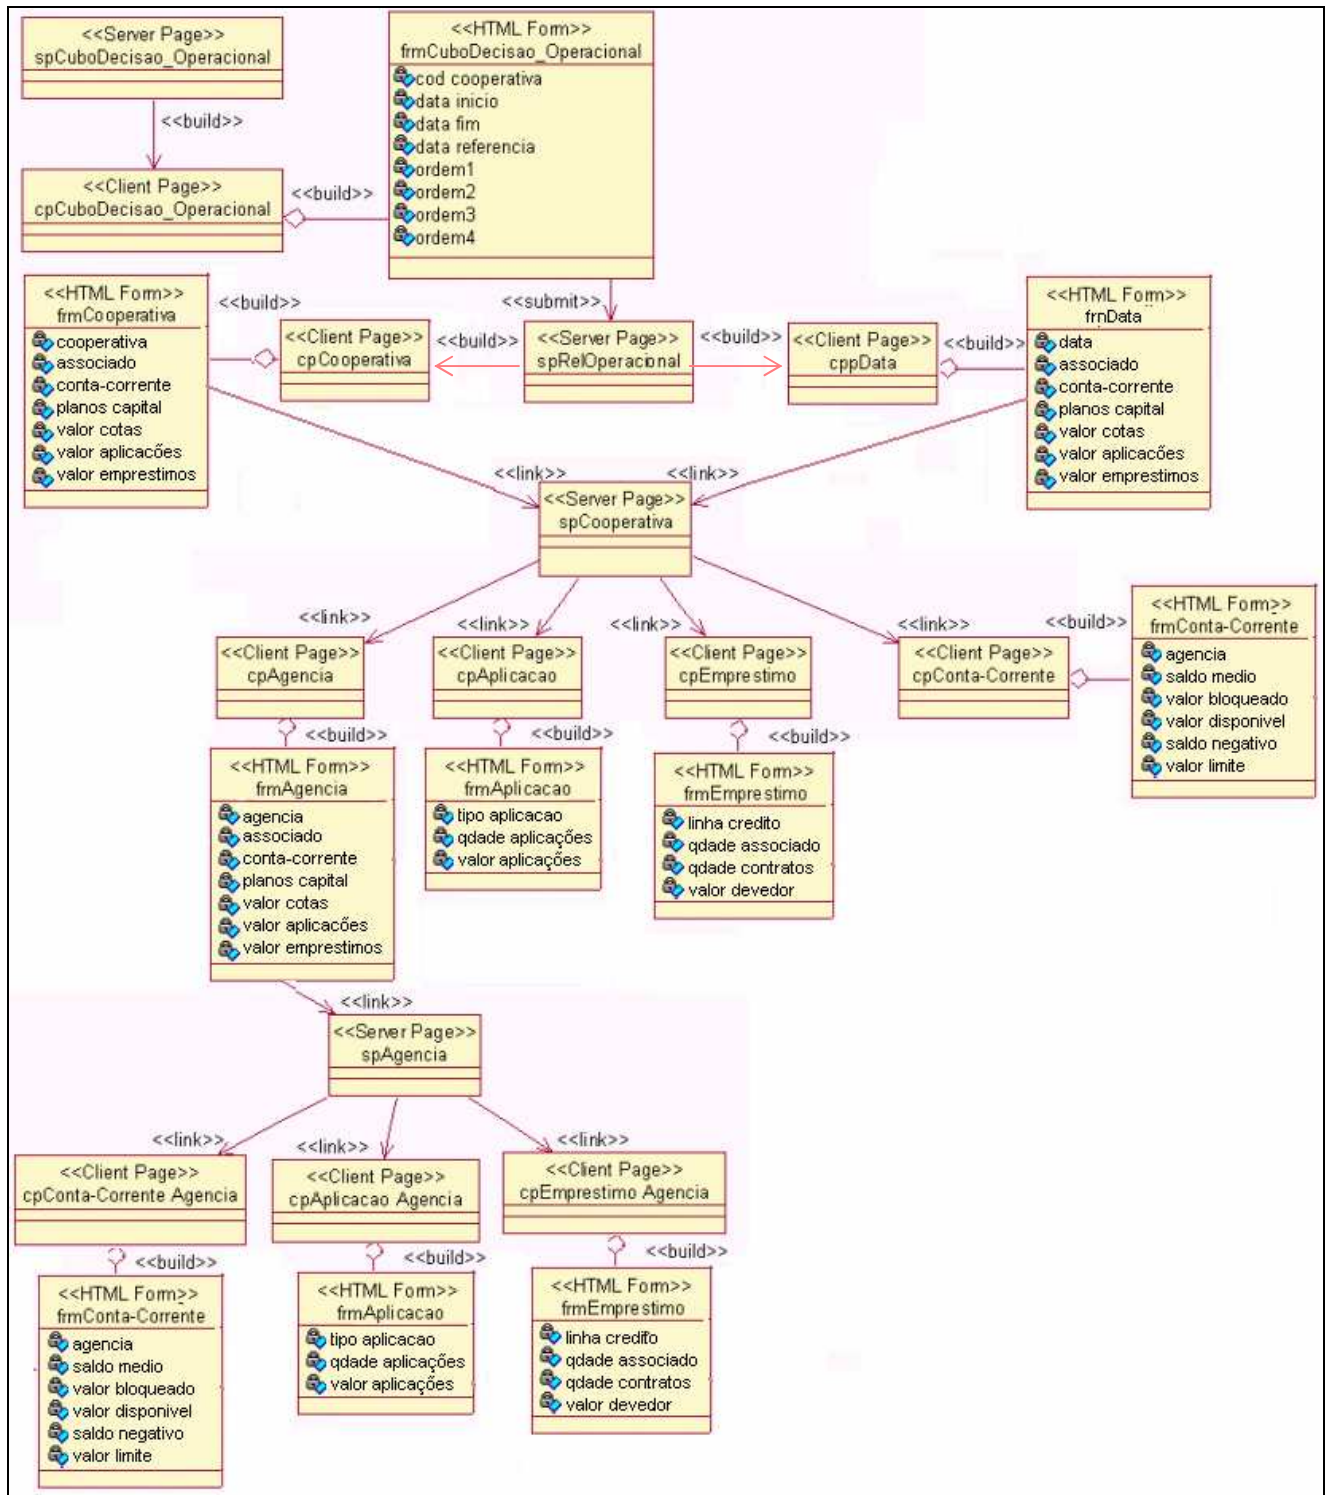 <<Server Page>>
spCuboDecisao_Operacional
<<build>>
<<Client Page>>
cpCuboDecisao_Operacional
<<build>>
<<HTML Form>>
frmCuboDecisao_Operacional
cod cooperativa
data inicio
data fim
data referencia
ordem1
ordem2
ordem3
ordem4
<<submit>>
<<HTML Form>>
frmCooperativa
cooperativa
associado
conta-corrente
planos capital
valor cotas
valor aplicacões
valor emprestimos
<<build>>
<<Client Page>>
cpCooperativa
<<build>>
<<Server Page>>
spRelOperacional
<<build>>
<<Client Page>>
cppData
<<build>>
<<HTML Form>>
frnData
data
associado
conta-corrente
planos capital
valor cotas
valor aplicacões
valor emprestimos
<<link>>
<<link>>
<<Server Page>>
spCooperativa
<<link>>
<<link>>
<<link>>
<<link>>
<<Client Page>>
cpAgencia
<<Client Page>>
cpAplicacao
<<Client Page>>
cpEmprestimo
<<Client Page>>
cpConta-Corrente
<<build>>
<<HTML Form>>
frmConta-Corrente
agencia
saldo medio
valor bloqueado
valor disponivel
saldo negativo
valor limite
<<build>>
<<HTML Form>>
frmAgencia
agencia
associado
conta-corrente
planos capital
valor cotas
valor aplicacões
valor emprestimos
<<build>>
<<HTML Form>>
frmAplicacao
tipo aplicacao
qdade aplicações
valor aplicações
<<build>>
<<HTML Form>>
frmEmprestimo
linha credito
qdade associado
qdade contratos
valor devedor
<<link>>
<<Server Page>>
spAgencia
<<link>>
<<link>>
<<link>>
<<Client Page>>
cpConta-Corrente Agencia
<<Client Page>>
cpAplicacao Agencia
<<Client Page>>
cpEmprestimo Agencia
<<build>>
<<HTML Form>>
frmConta-Corrente
agencia
saldo medio
valor bloqueado
valor disponivel
saldo negativo
valor limite
<<build>>
<<HTML Form>>
frmAplicacao
tipo aplicacao
qdade aplicações
valor aplicações
<<build>>
<<HTML Form>>
frmEmprestimo
linha credito
qdade associado
qdade contratos
valor devedor